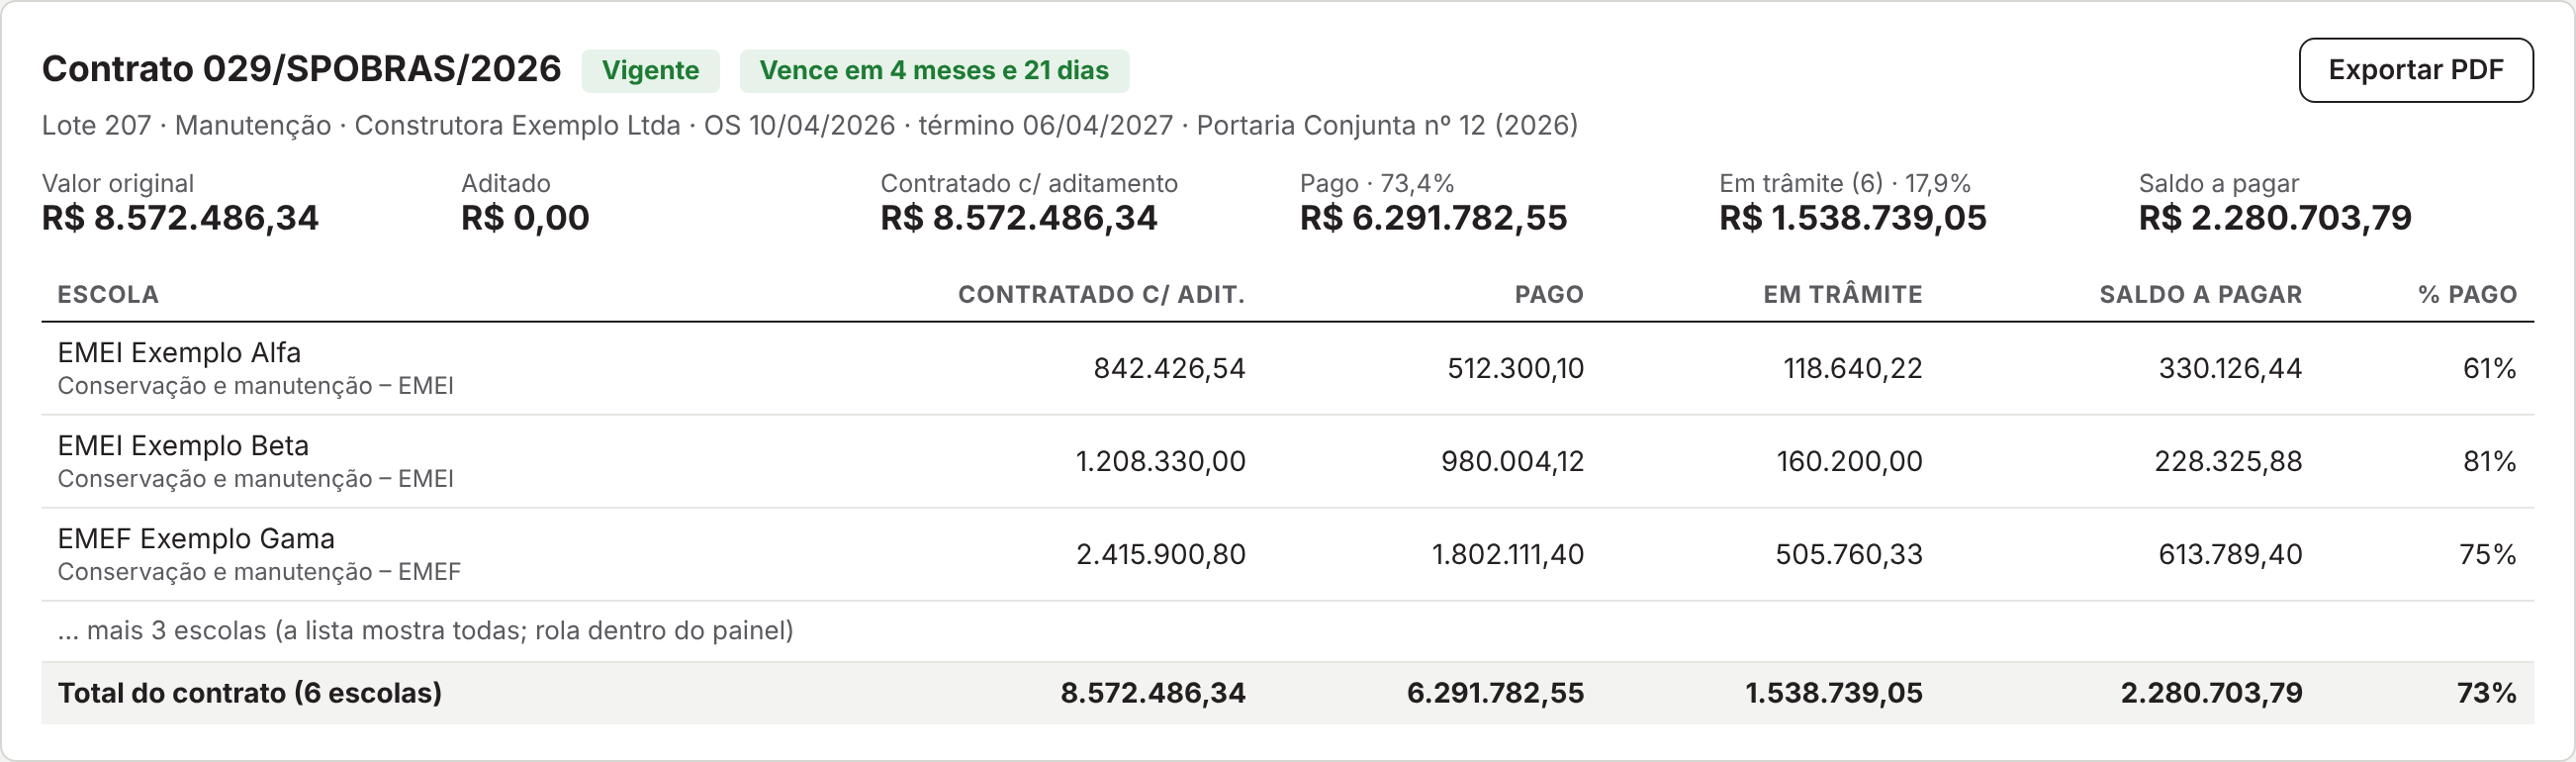 Contrato 029/SPOBRAS/2026 Vigente Vence em 4 meses e 21 dias Exportar PDF
Lote 207 · Manutenção · Construtora Exemplo Ltda · OS 10/04/2026 · término 06/04/2027 · Portaria Conjunta nº 12 (2026)
Valor original Aditado Contratado c/ aditamento Pago · 73,4% Em trâmite (6) · 17,9% Saldo a pagar
R$ 8.572.486,34 R$ 0,00 R$ 8.572.486,34 R$ 6.291.782,55 R$ 1.538.739,05 R$ 2.280.703,79
ESCOLA CONTRATADO C/ ADIT. PAGO EM TRÂMITE SALDO A PAGAR % PAGO
EMEI Exemplo Alfa 842.426,54 512.300,10 118.640,22 330.126,44 61%
Conservação e manutenção – EMEI
EMEI Exemplo Beta 1.208.330,00 980.004,12 160.200,00 228.325,88 81%
Conservação e manutenção – EMEI
EMEF Exemplo Gama 2.415.900,80 1.802.111,40 505.760,33 613.789,40 75%
Conservação e manutenção – EMEF
... mais 3 escolas (a lista mostra todas; rola dentro do painel)
Total do contrato (6 escolas) 8.572.486,34 6.291.782,55 1.538.739,05 2.280.703,79 73%